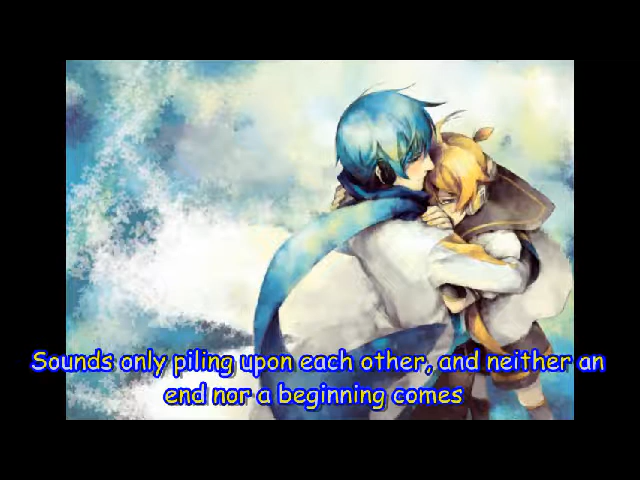 Sounds only piling upon each other, and neither an
end nor a beginning comes